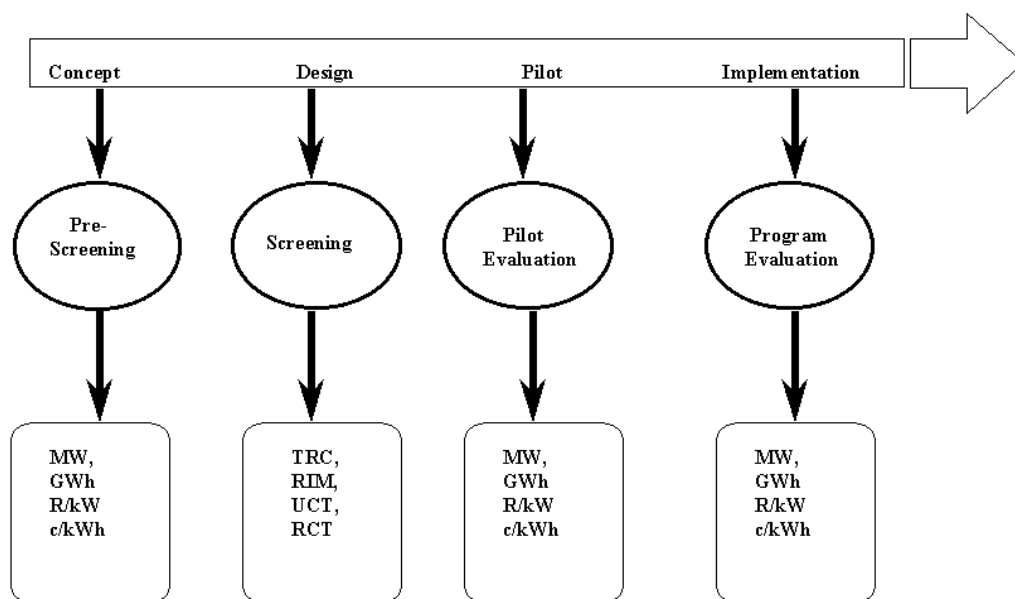 Concept Design Pilot Implementation
Pre-
Screening
Screening
Pilot
Evaluation
Program
Evaluation
MW,
GWh
R/kW
c/kWh
TRC,
RIM,
UCT,
RCT
MW,
GWh
R/kW
c/kWh
MW,
GWh
R/kW
c/kWh